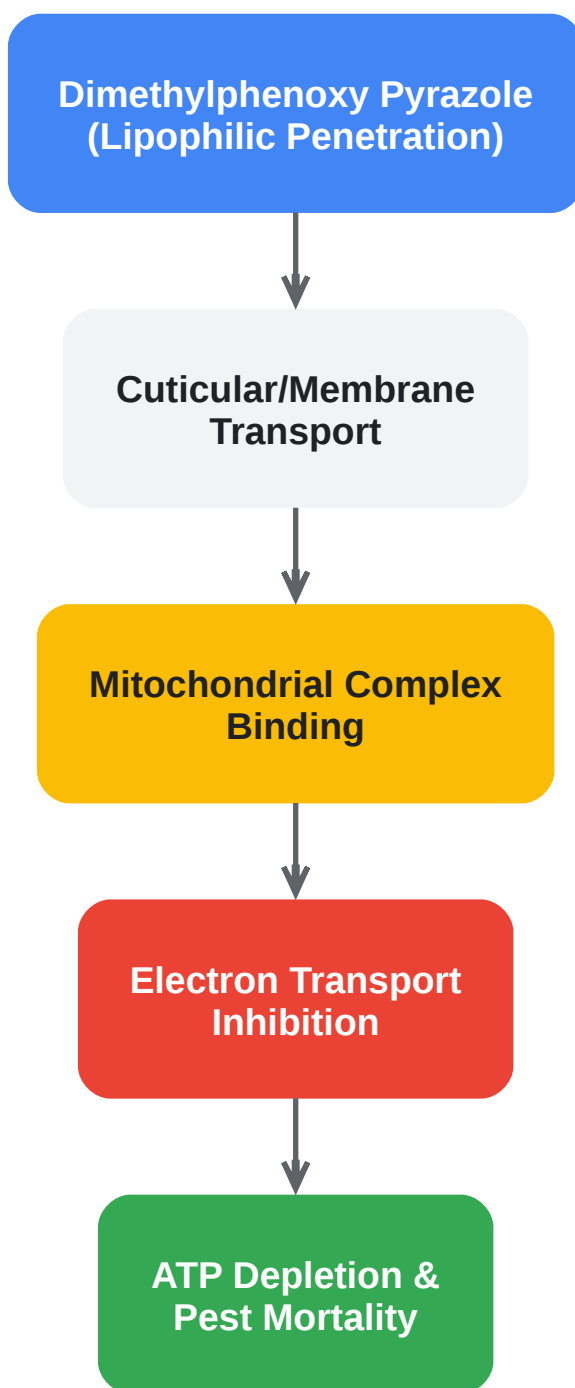 Dimethylphenoxy Pyrazole
(Lipophilic Penetration)
Cuticular/Membrane
Transport
Mitochondrial Complex
Binding
Electron Transport
Inhibition
ATP Depletion &
Pest Mortality